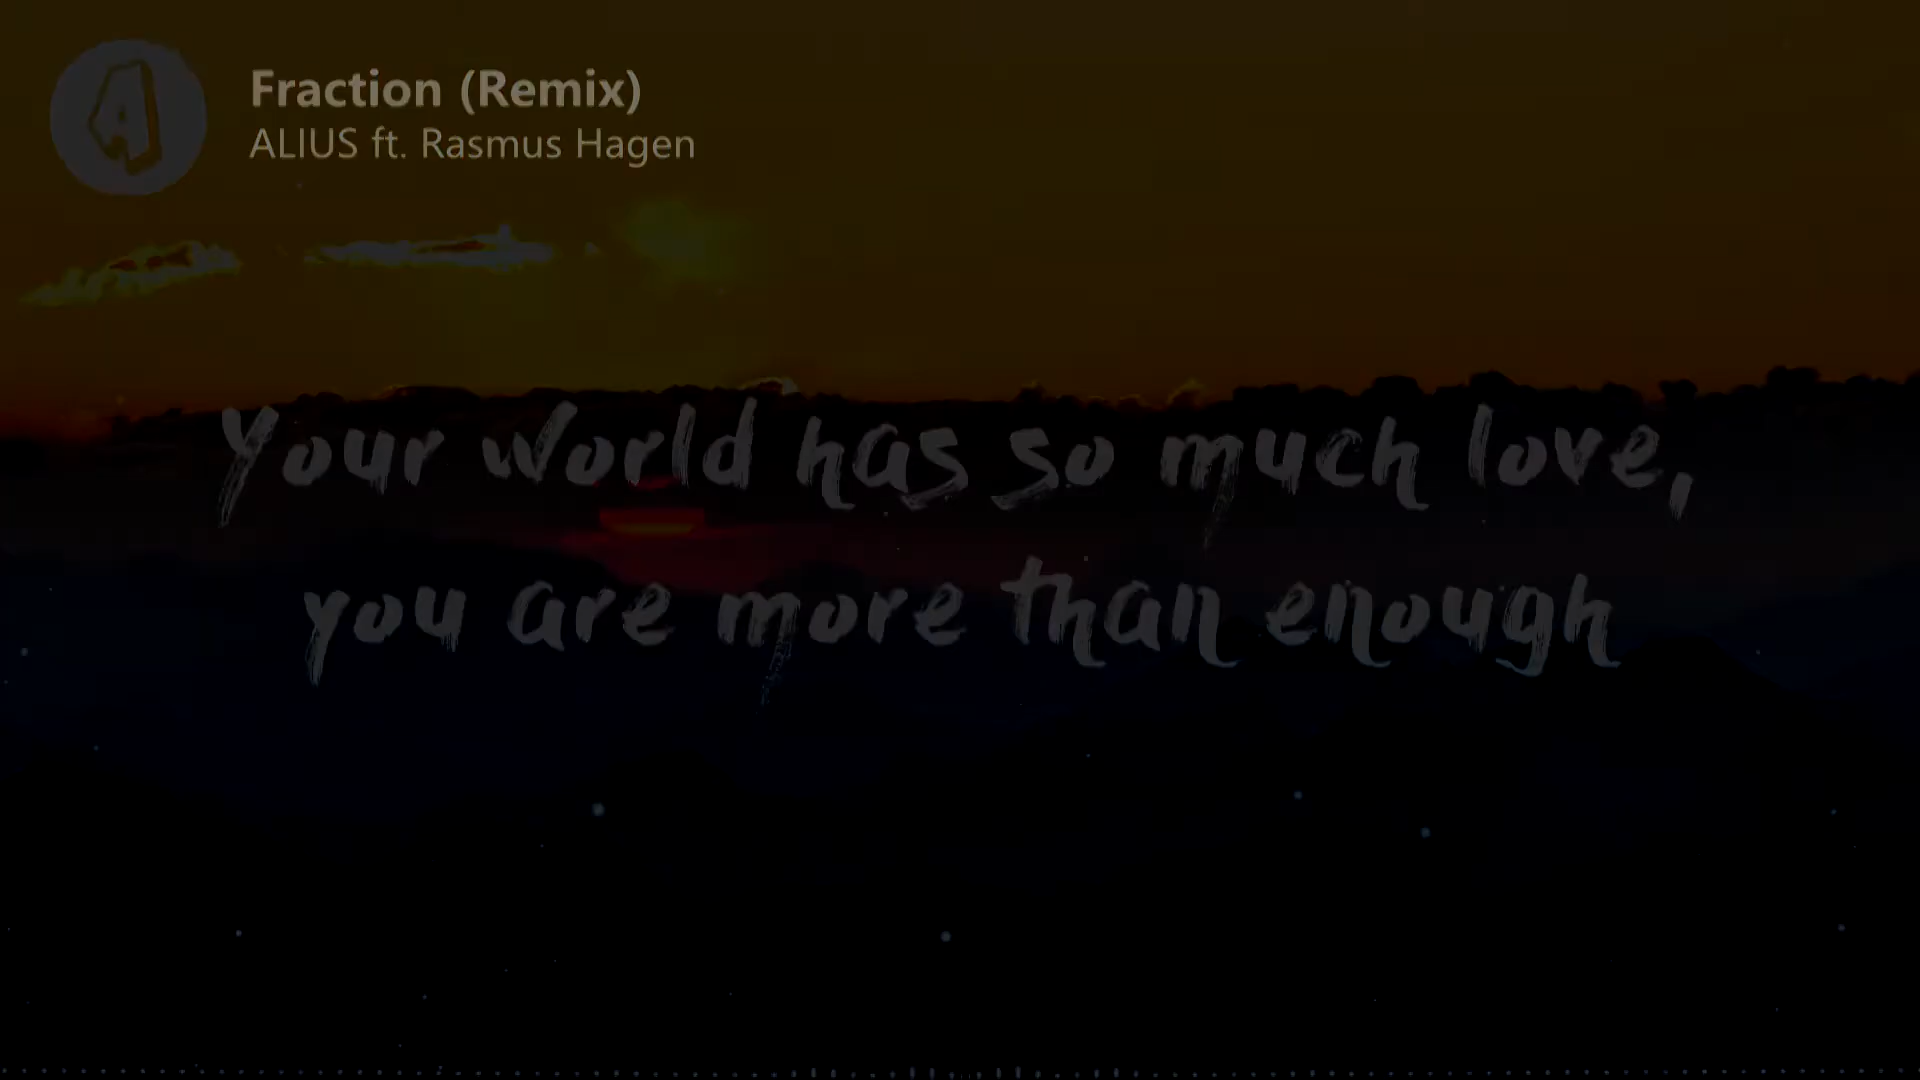 A
Fraction (Remix)
ALIUS ft. Rasmus Hagen
Your world has so much love,
you are more than enough